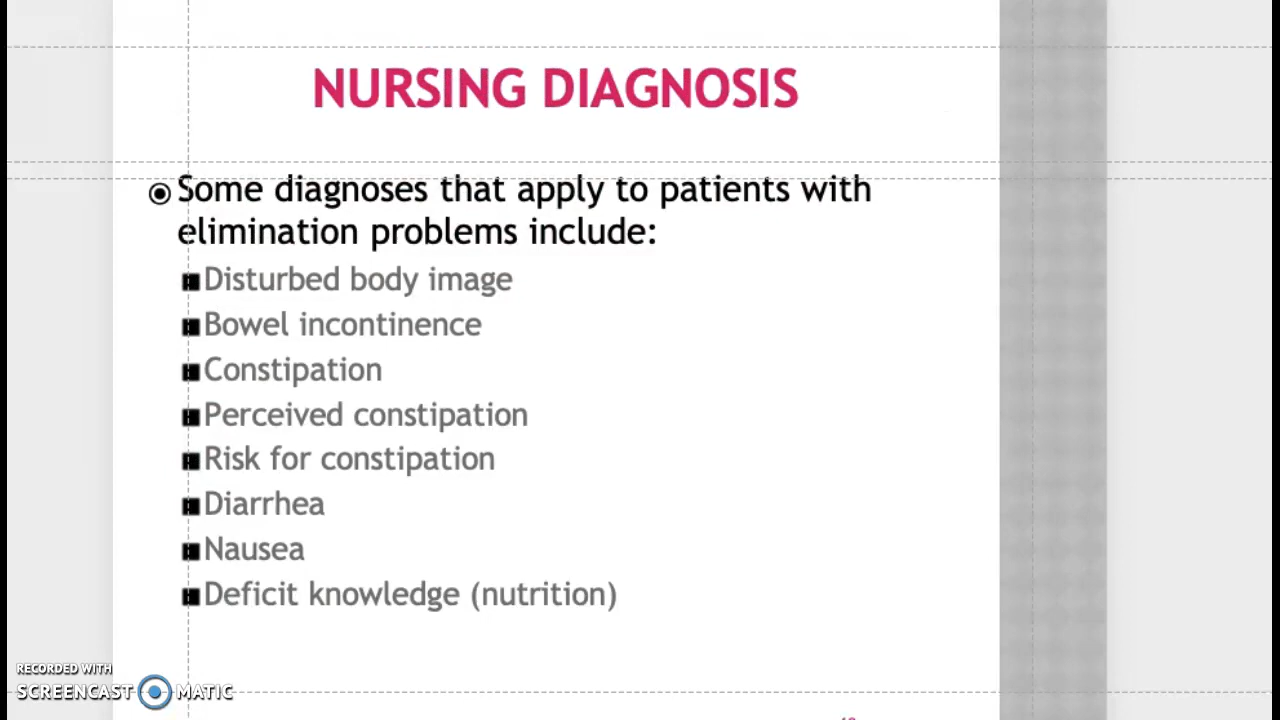 NURSING DIAGNOSIS
Some diagnoses that apply to patients with
elimination problems include:
Disturbed body image
Bowel incontinence
Constipation
Perceived constipation
Risk for constipation
Diarrhea
Nausea
Deficit knowledge (nutrition)
RECORDED WITH
SCREENCAST MATIC